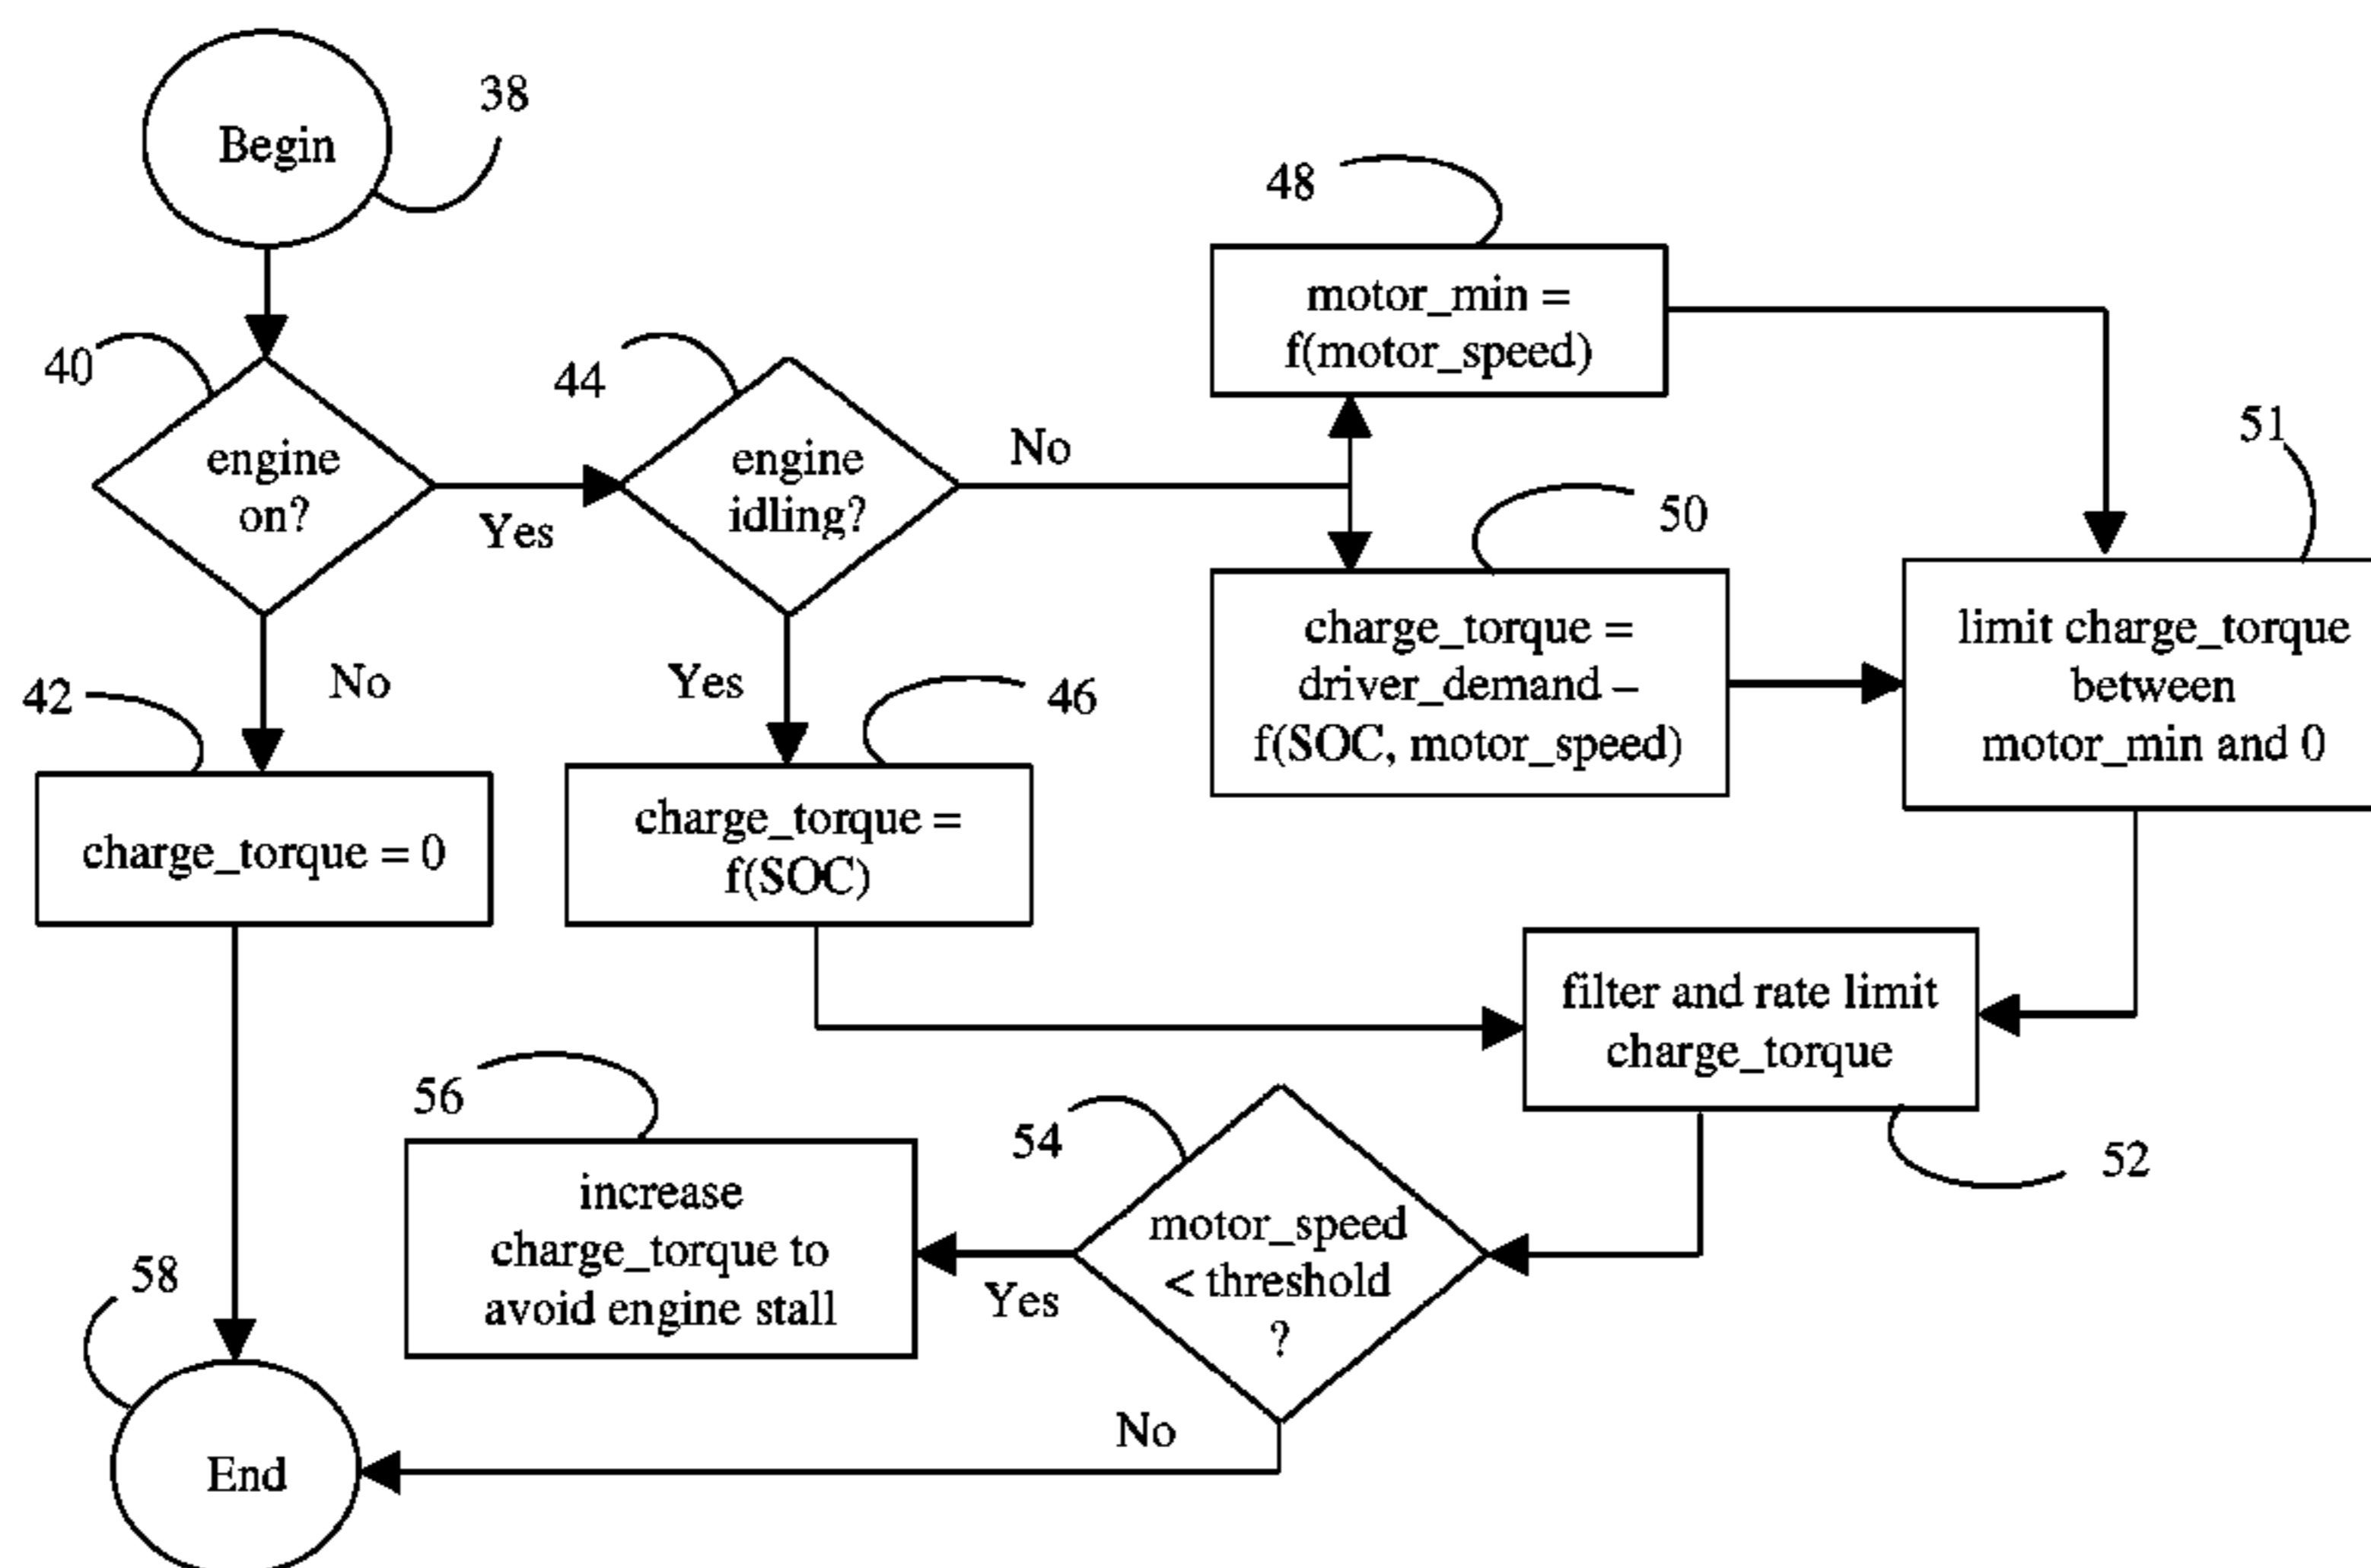 Begin
38
40
engine
on?
Yes
No
42
charge_torque = 0
44
engine
idling?
No
Yes
46
charge_torque =
f(SOC)
48
motor_min =
f(motor_speed)
50
charge_torque =
driver_demand –
f(SOC, motor_speed)
51
limit charge_torque
between
motor_min and 0
filter and rate limit
charge_torque
52
54
motor_speed
< threshold
?
Yes
No
56
increase
charge_torque to
avoid engine stall
58
End